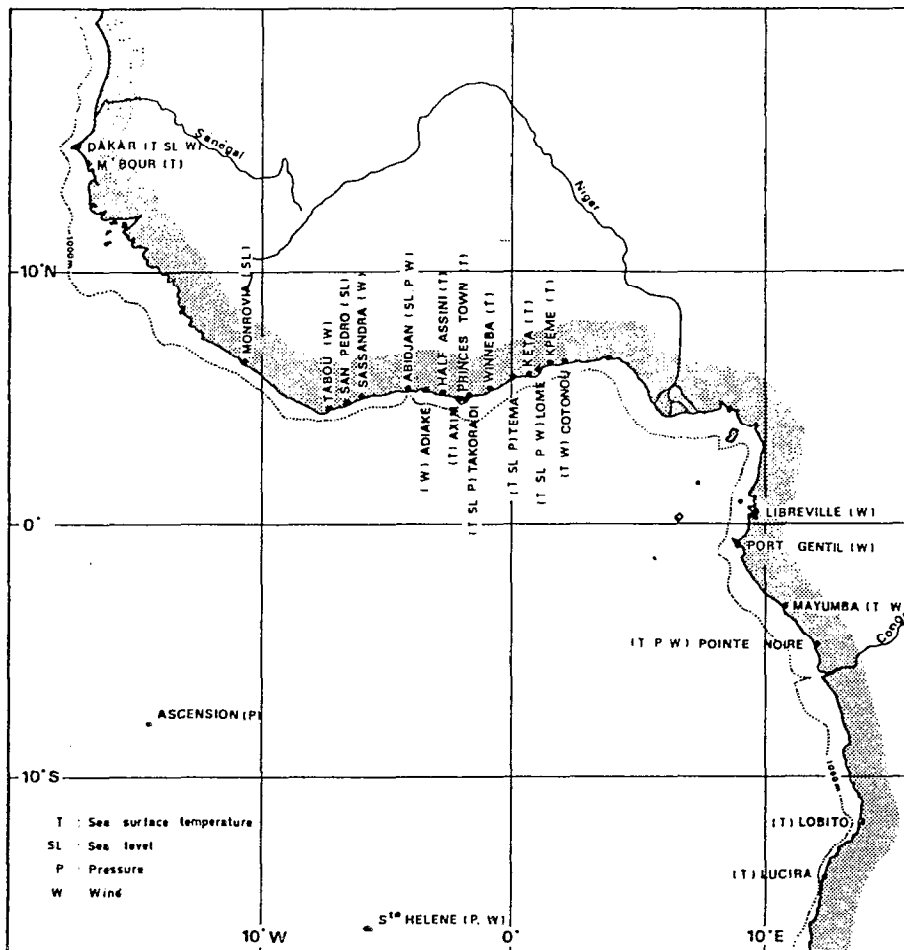 Senegal
DAKAR (T SL W)
M'BOUR (T)
Niger
1000m
10°N
MONROVIA (SL)
TABOU (W)
SAN PEDRO (SL)
SASSANDRA (W)
ABIDJAN (SL P W)
HALF ASSINI (T)
PRINCES TOWN (T)
WINNEBA (T)
KETA (T)
KPEME (T)
(W) ADIAKE
(T) AXIM
(T SL P) TAKORADI
(T SL P) TEMA
(T SL P W) LOME
(T W) COTONOU
0°
LIBREVILLE (W)
PORT GENTIL (W)
MAYUMBA (T W)
Congo
(T P W) POINTE NOIRE
ASCENSION (P)
10°S
1000m
T : Sea surface temperature
SL : Sea level
P : Pressure
W Wind
(T) LOBITO
(T) LUCIRA
Ste HELENE (P, W)
10°W
0°
10°E